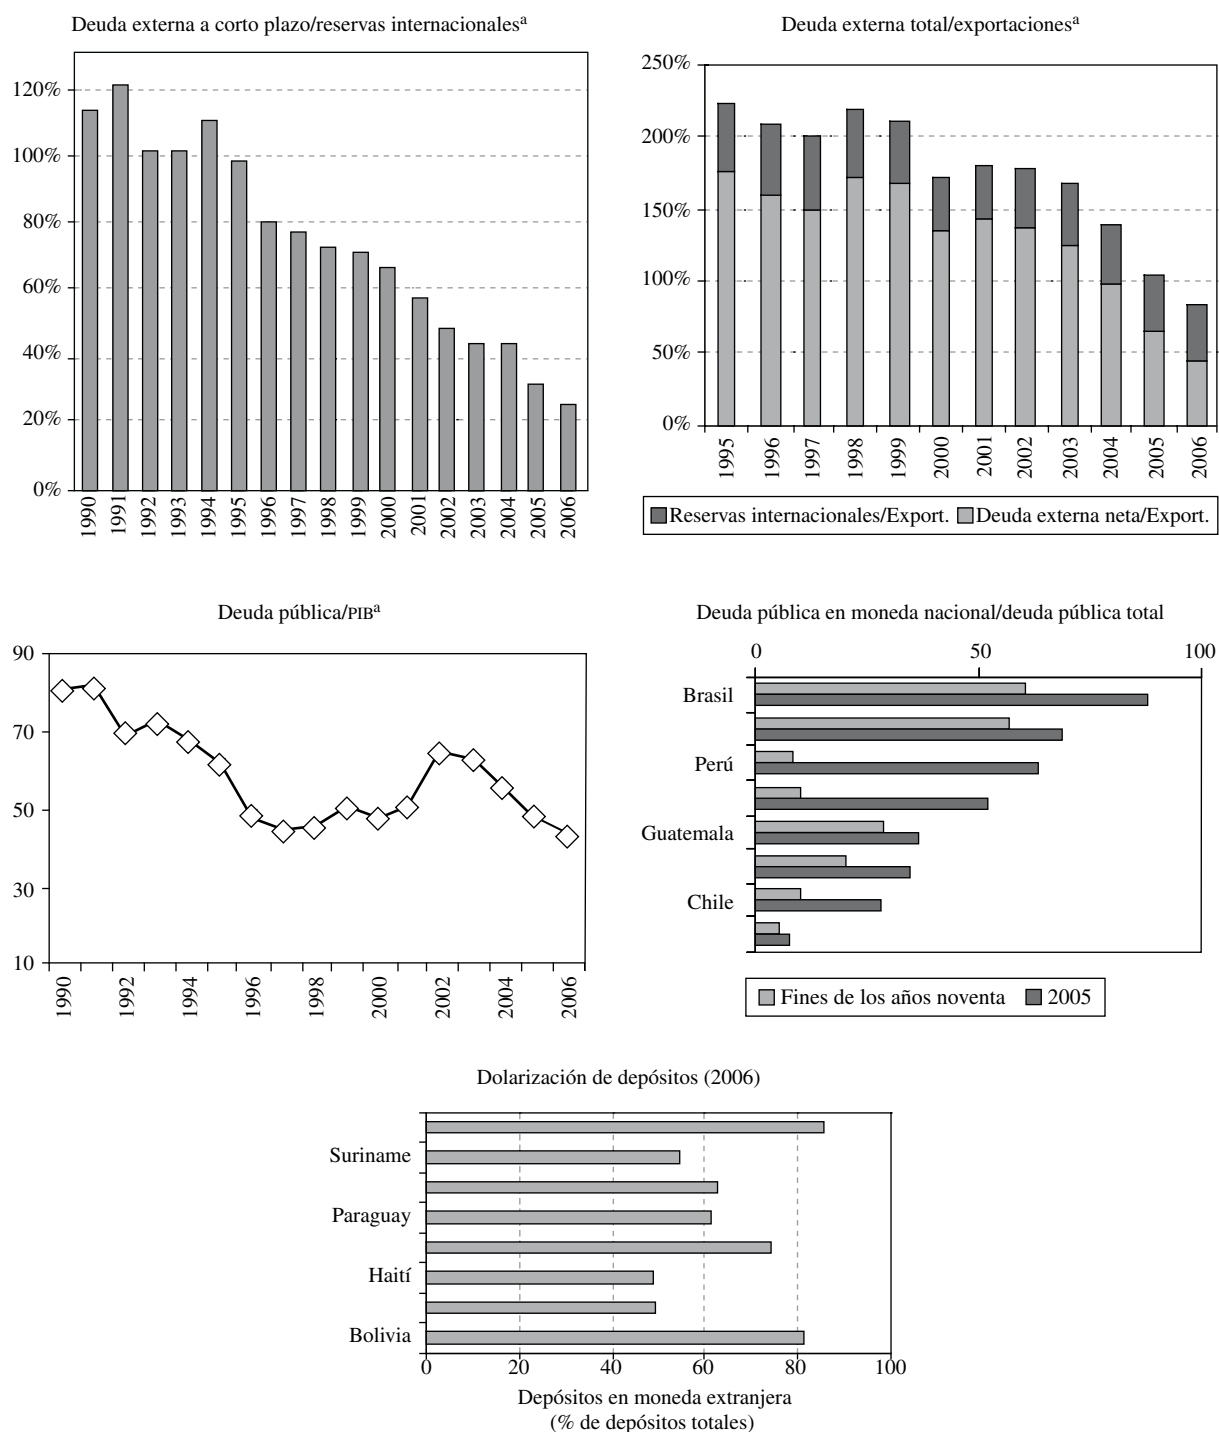 Deuda externa a corto plazo/reservas internacionalesª
120%
100%
80%
60%
40%
20%
0%
1990 1991 1992 1993 1994 1995 1996 1997 1998 1999 2000 2001 2002 2003 2004 2005 2006
Deuda externa total/exportacionesª
250%
200%
150%
100%
50%
0%
1995 1996 1997 1998 1999 2000 2001 2002 2003 2004 2005 2006
Reservas internacionales/Export. Deuda externa neta/Export.
Deuda pública/PIBª
90
70
50
30
10
1990 1992 1994 1996 1998 2000 2002 2004 2006
Deuda pública en moneda nacional/deuda pública total
0 50 100
Brasil
Perú
Guatemala
Chile
Fines de los años noventa 2005
Dolarización de depósitos (2006)
Suriname
Paraguay
Haití
Bolivia
0 20 40 60 80 100
Depósitos en moneda extranjera
(% de depósitos totales)